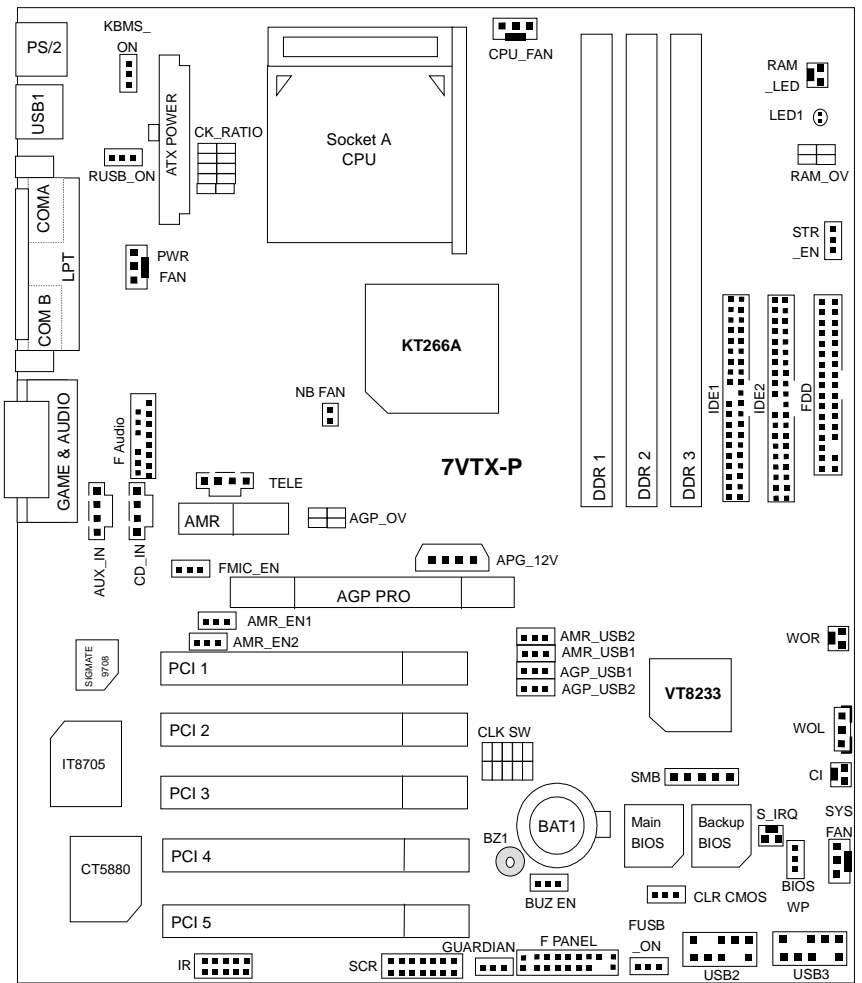 KBMS_
ON
PS/2
CPU_FAN
RAM
_LED
USB1
ATX POWER
CK_RATIO
LED1
Socket A
CPU
RUSB_ON
RAM_OV
COMA
LPT
COM B
PWR
FAN
STR
_EN
KT266A
NB FAN
IDE1
IDE2
FDD
GAME & AUDIO
F Audio
7VTX-P
DDR 1
DDR 2
DDR 3
TELE
AMR
AGP_OV
AUX_IN
CD_IN
FMIC_EN
APG_12V
AGP PRO
AMR_EN1
AMR_EN2
AMR_USB2
AMR_USB1
AGP_USB1
AGP_USB2
WOR
SIGMATE
9708
PCI 1
VT8233
PCI 2
CLK SW
WOL
IT8705
SMB
CI
PCI 3
BAT1
Main
BIOS
Backup
BIOS
S_IRQ
SYS
FAN
BZ1
PCI 4
CT5880
BUZ EN
CLR CMOS
BIOS
WP
PCI 5
FUSB
_ON
GUARDIAN
F PANEL
IR
SCR
USB2
USB3